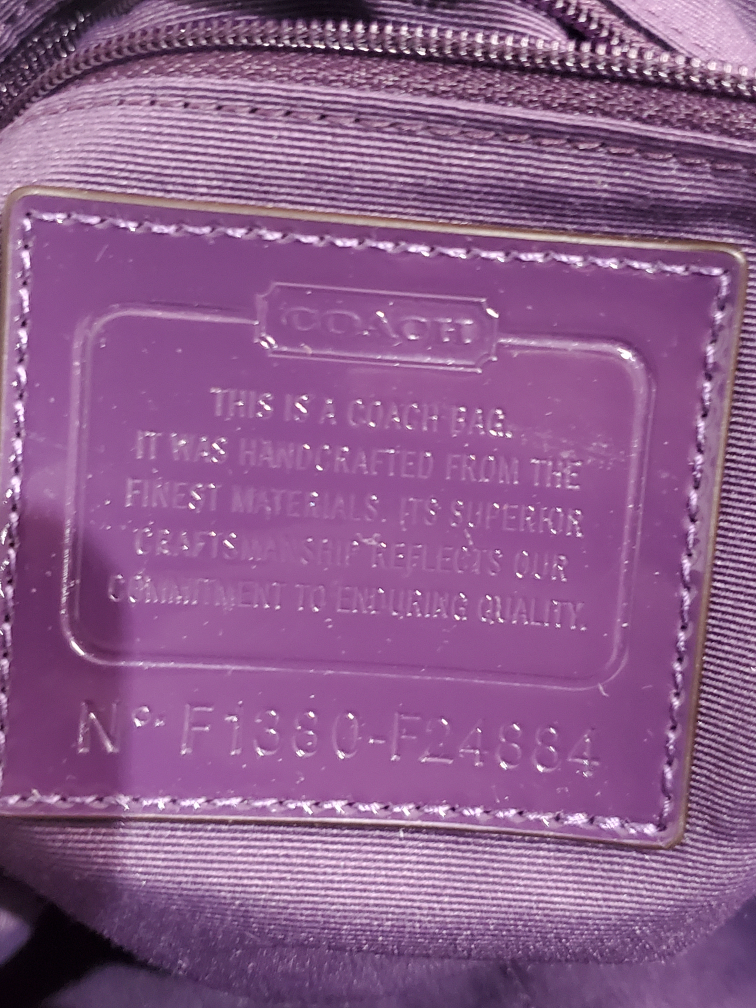 COACH
THIS IS A COACH BAG.
IT WAS HANDCRAFTED FROM THE
FINEST MATERIALS. ITS SUPERIOR
CRAFTSMANSHIP REFLECTS OUR
COMMITMENT TO ENDURING QUALITY.
Nº. F1360-F24884